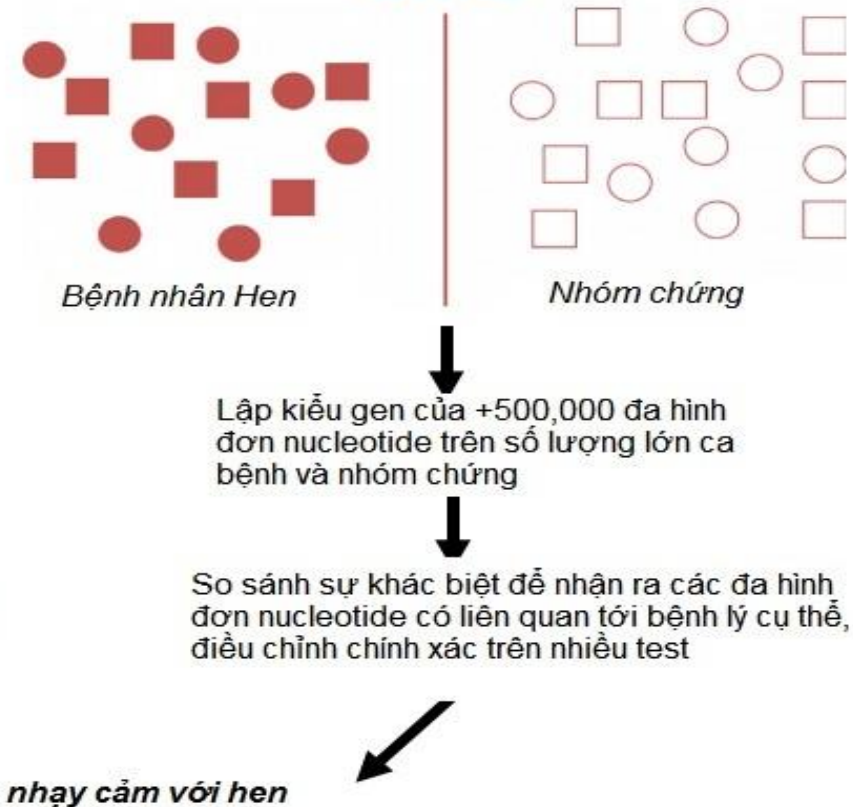 Bệnh nhân Hen
Nhóm chứng
Lập kiểu gen của +500,000 đa hình
đơn nucleotide trên số lượng lớn ca
bệnh và nhóm chứng
So sánh sự khác biệt để nhận ra các đa hình
đơn nucleotide có liên quan tới bệnh lý cụ thể,
điều chỉnh chính xác trên nhiều test
nhạy cảm với hen